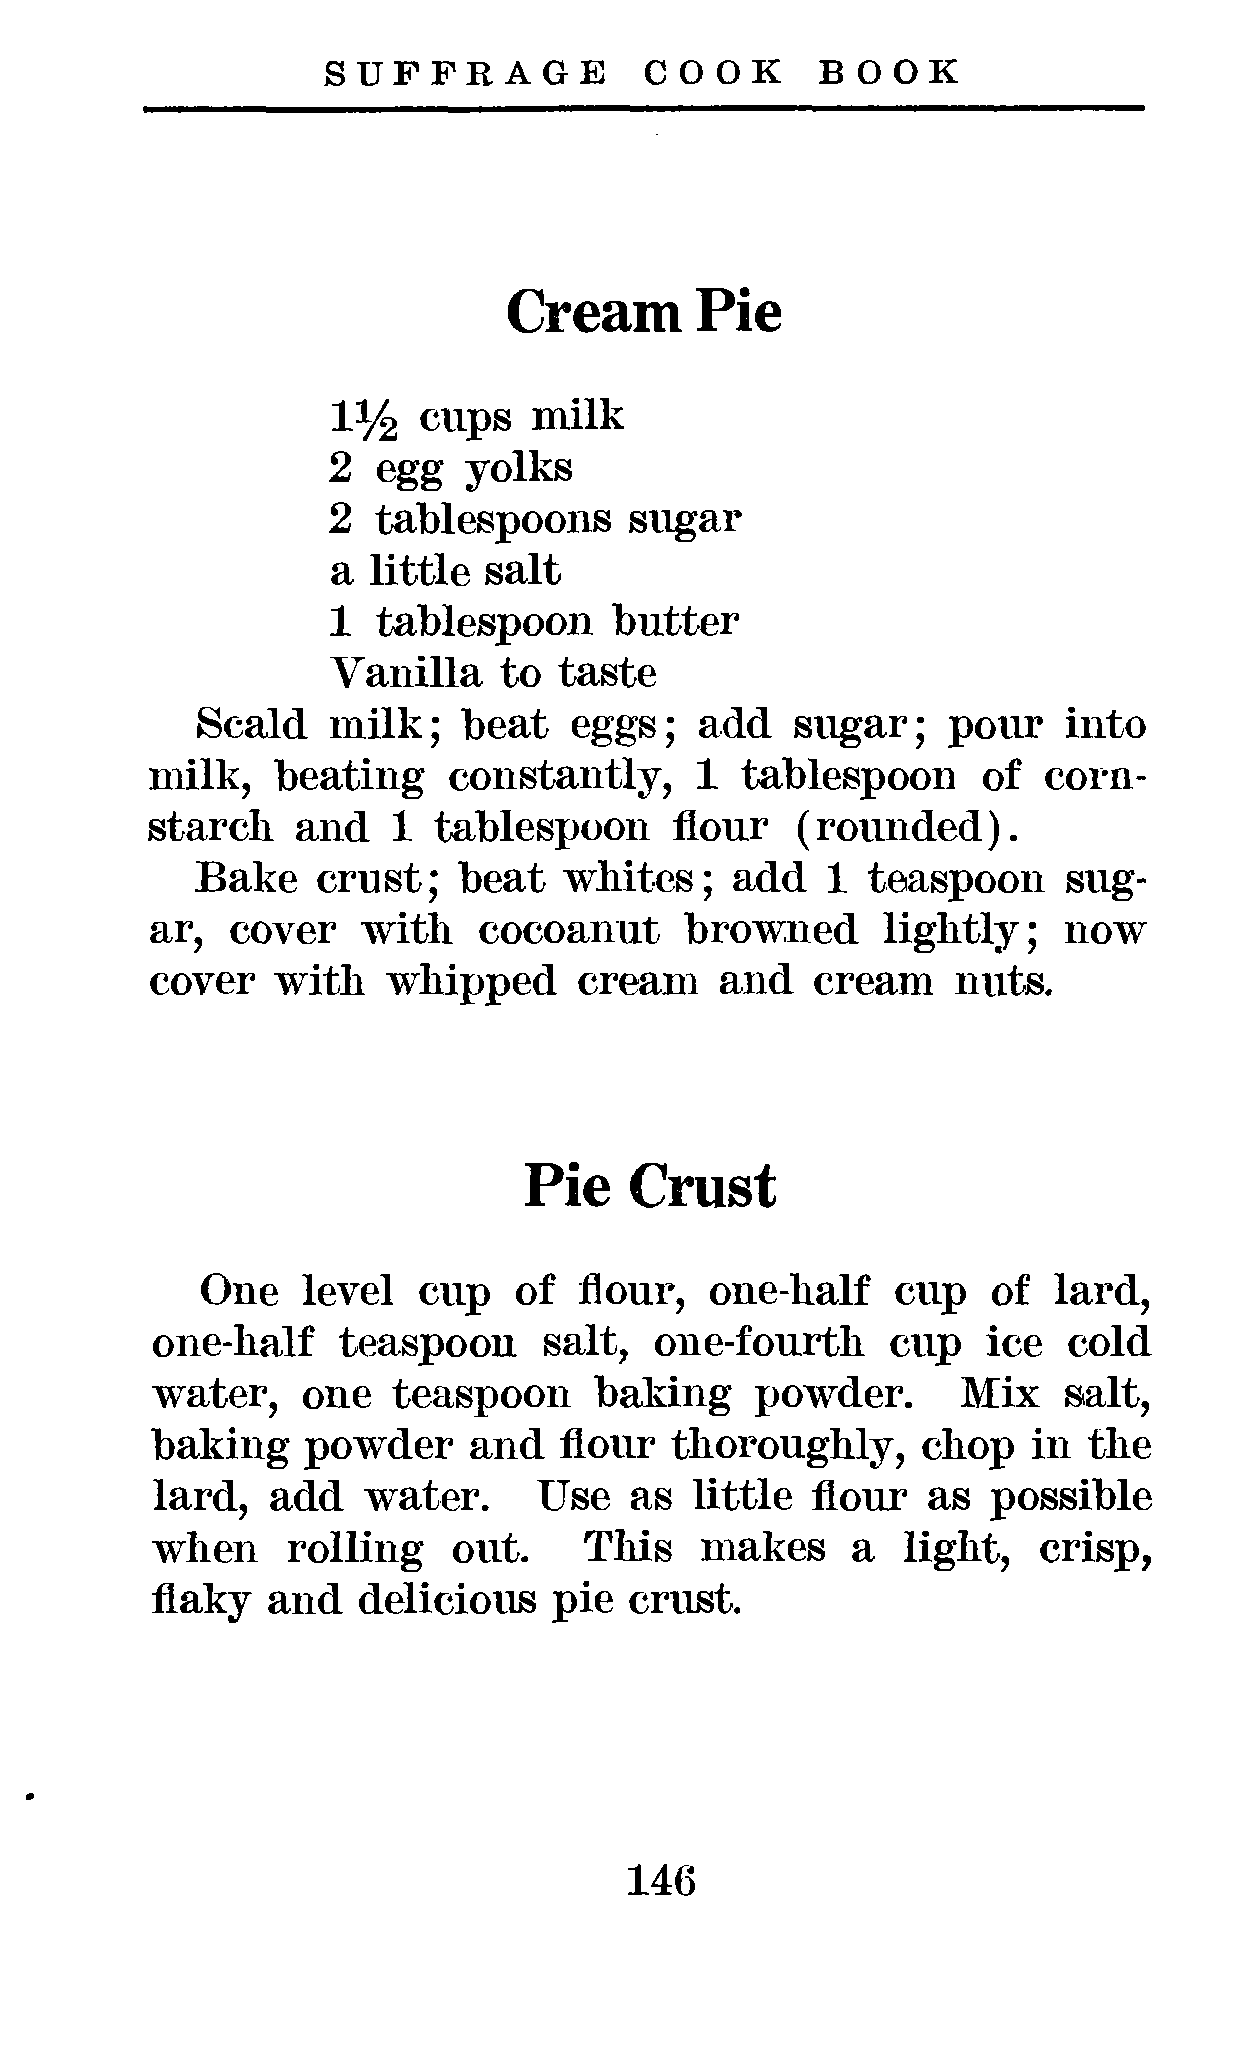 SUFFRAGE COOK BOOK
Cream Pie
1½ cups milk
2 egg yolks
2 tablespoons sugar
a little salt
1 tablespoon butter
Vanilla to taste
Scald milk; beat eggs; add sugar; pour into
milk, beating constantly, 1 tablespoon of corn-
starch and 1 tablespoon flour (rounded).
Bake crust; beat whites; add 1 teaspoon sug-
ar, cover with cocoanut browned lightly; now
cover with whipped cream and cream nuts.
Pie Crust
One level cup of flour, one-half cup of lard,
one-half teaspoon salt, one-fourth cup ice cold
water, one teaspoon baking powder. Mix salt,
baking powder and flour thoroughly, chop in the
lard, add water. Use as little flour as possible
when rolling out. This makes a light, crisp,
flaky and delicious pie crust.
146